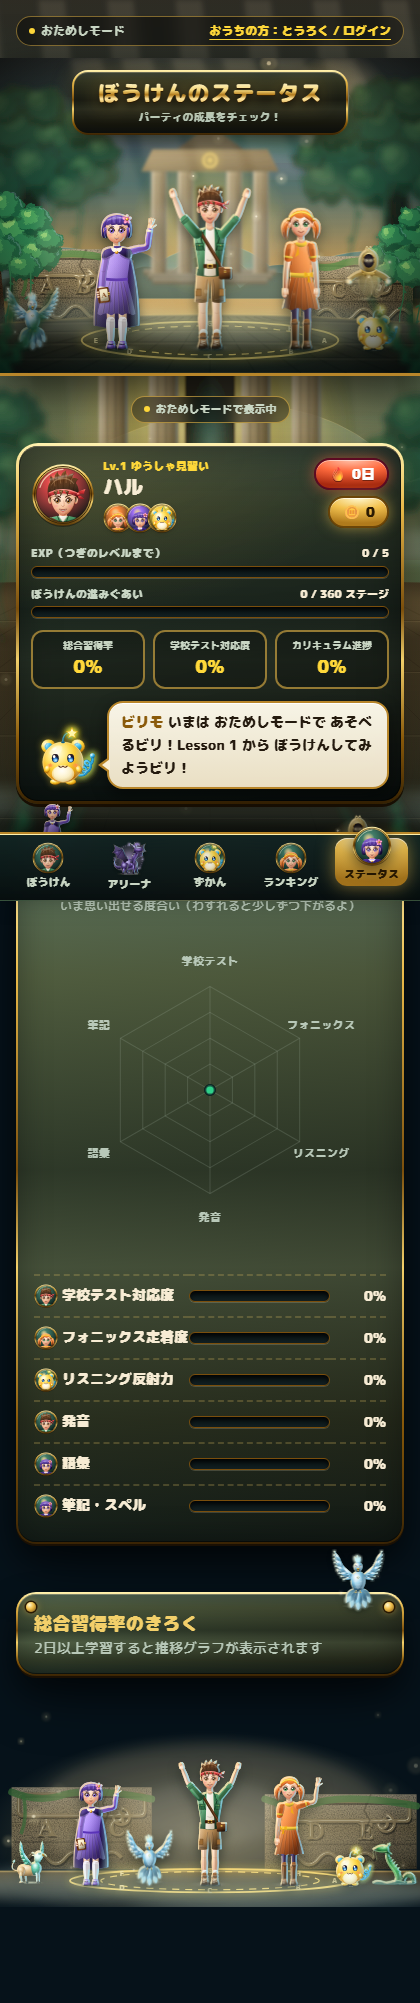 おためしモード
おうちの方：とうろく / ログイン
ぼうけんのステータス
パーティの成長をチェック！
おためしモードで表示中
Lv.1 ゆうしゃ見習い
ハル
0日
0
EXP（つぎのレベルまで）
0 / 5
ぼうけんの進みぐあい
0 / 360 ステージ
総合習得率
学校テスト対応度
カリキュラム進捗
0%
0%
0%
ビリモ いまは おためしモードで あそべ
るビリ！Lesson 1 から ぼうけんしてみ
ようビリ！
ぼうけん
アリーナ
ずかん
ランキング
ステータス
いま思い出せる度合い（わすれると少しずつ下がるよ）
学校テスト
筆記
フォニックス
語彙
リスニング
発音
学校テスト対応度
0%
フォニックス定着度
0%
リスニング反射力
0%
発音
0%
語彙
0%
筆記・スペル
0%
総合習得率のきろく
2日以上学習すると推移グラフが表示されます